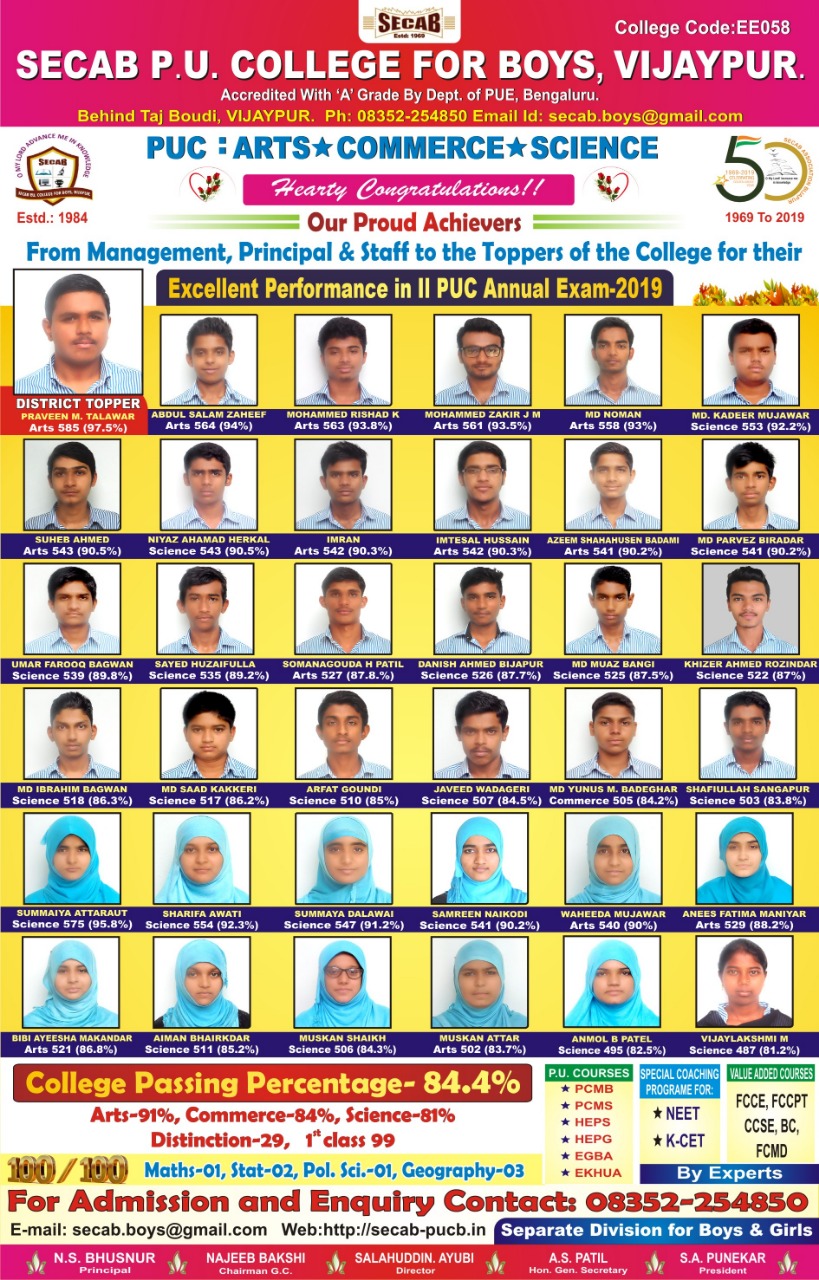 SECAB
Estd: 1969
College Code:EE058
SECAB P.U. COLLEGE FOR BOYS, VIJAYPUR.
Accredited With 'A' Grade By Dept. of PUE, Bengaluru.
Behind Taj Boudi, VIJAYPUR. Ph: 08352-254850 Email Id: secab.boys@gmail.com
O MY LORD ADVANCE ME IN KNOWLEDGE
SECAB
Estd.: 1984
PUC : ARTS★COMMERCE★SCIENCE
Hearty Congratulations!!
Our Proud Achievers
50
1969-2019
1969 To 2019
From Management, Principal & Staff to the Toppers of the College for their
Excellent Performance in II PUC Annual Exam-2019
DISTRICT TOPPER
PRAVEEN M. TALAWAR
Arts 585 (97.5%)
ABDUL SALAM ZAHEEF
Arts 564 (94%)
MOHAMMED RISHAD K
Arts 563 (93.8%)
MOHAMMED ZAKIR J M
Arts 561 (93.5%)
MD NOMAN
Arts 558 (93%)
MD. KADEER MUJAWAR
Science 553 (92.2%)
SUHEB AHMED
Arts 543 (90.5%)
NIYAZ AHAMAD HERKAL
Science 543 (90.5%)
IMRAN
Arts 542 (90.3%)
IMTESAL HUSSAIN
Arts 542 (90.3%)
AZEEM SHAHAHUSEN BADAMI
Arts 541 (90.2%)
MD PARVEZ BIRADAR
Science 541 (90.2%)
UMAR FAROOQ BAGWAN
Science 539 (89.8%)
SAYED HUZAIFULLA
Science 535 (89.2%)
SOMANAGOUDA H PATIL
Arts 527 (87.8.%)
DANISH AHMED BIJAPUR
Science 526 (87.7%)
MD MUAZ BANGI
Science 525 (87.5%)
KHIZER AHMED ROZINDAR
Science 522 (87%)
MD IBRAHIM BAGWAN
Science 518 (86.3%)
MD SAAD KAKKERI
Science 517 (86.2%)
ARFAT GOUNDI
Science 510 (85%)
JAVEED WADAGERI
Science 507 (84.5%)
MD YUNUS M. BADEGHAR
Commerce 505 (84.2%)
SHAFIULLAH SANGAPUR
Science 503 (83.8%)
SUMMAIYA ATTARAUT
Science 575 (95.8%)
SHARIFA AWATI
Science 554 (92.3%)
SUMMAYA DALAWAI
Science 547 (91.2%)
SAMREEN NAIKODI
Science 541 (90.2%)
WAHEEDA MUJAWAR
Arts 540 (90%)
ANEES FATIMA MANIYAR
Arts 529 (88.2%)
BIBI AYEESHA MAKANDAR
Arts 521 (86.8%)
AIMAN BHAIRKDAR
Science 511 (85.2%)
MUSKAN SHAIKH
Science 506 (84.3%)
MUSKAN ATTAR
Arts 502 (83.7%)
ANMOL B PATEL
Science 495 (82.5%)
VIJAYLAKSHMI M
Science 487 (81.2%)
College Passing Percentage- 84.4%
Arts-91%, Commerce-84%, Science-81%
Distinction-29, 1st class 99
100/100 Maths-01, Stat-02, Pol. Sci.-01, Geography-03
P.U. COURSES
★ PCMB
★ PCMS
★ HEPS
★ HEPG
★ EGBA
★ EKHUA
SPECIAL COACHING
PROGRAME FOR:
★ NEET
★ K-CET
VALUE ADDED COURSES
FCCE, FCCPT
CCSE, BC,
FCMD
By Experts
For Admission and Enquiry Contact: 08352-254850
E-mail: secab.boys@gmail.com Web:http://secab-pucb.in Separate Division for Boys & Girls
N.S. BHUSNUR
Principal
NAJEEB BAKSHI
Chairman G.C.
SALAHUDDIN. AYUBI
Director
A.S. PATIL
Hon. Gen. Secretary
S.A. PUNEKAR
President